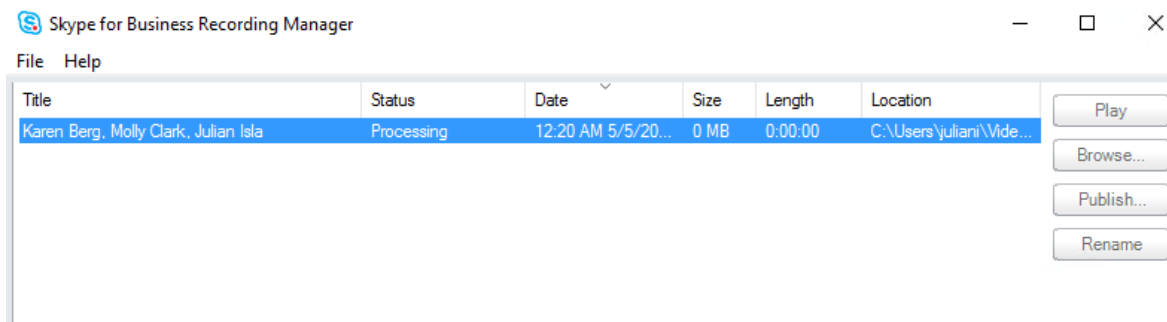 Skype for Business Recording Manager
File Help
Title Status Date Size Length Location
Karen Berg, Molly Clark, Julian Isla Processing 12:20 AM 5/5/20... 0 MB 0:00:00 C:\Users\juliani\Vide...
Play
Browse...
Publish...
Rename